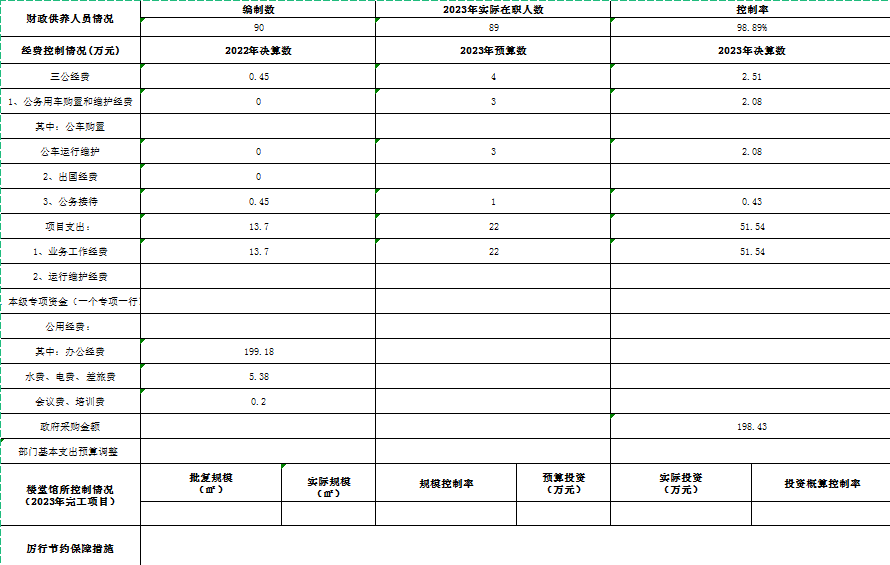 财政供养人员情况 编制数 2023年实际在职人数 控制率
90 89 98.89%
经费控制情况(万元) 2022年决算数 2023年预算数 2023年决算数
三公经费 0.45 4 2.51
1、公务用车购置和维护经费 0 3 2.08
其中：公车购置
公车运行维护 0 3 2.08
2、出国经费 0
3、公务接待 0.45 1 0.43
项目支出： 13.7 22 51.54
1、业务工作经费 13.7 22 51.54
2、运行维护经费
本级专项资金（一个专项一行
公用经费：
其中：办公经费 199.18
水费、电费、差旅费 5.38
会议费、培训费 0.2
政府采购金额 198.43
部门基本支出预算调整
楼堂馆所控制情况
（2023年完工项目） 批复规模
（㎡） 实际规模
（㎡） 规模控制率 预算投资
（万元） 实际投资
（万元） 投资概算控制率
厉行节约保障措施